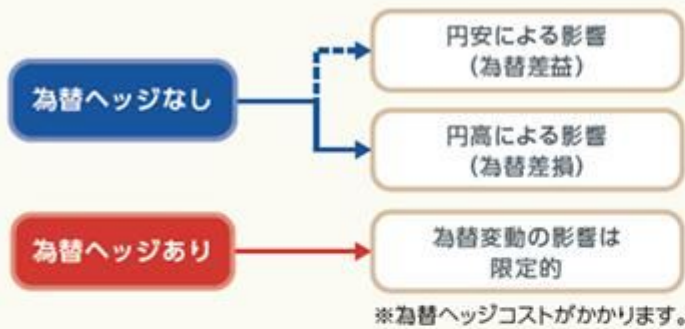 為替ヘッジなし
円安による影響
(為替差益)
円高による影響
(為替差損)
為替ヘッジあり
為替変動の影響は
限定的
※為替ヘッジコストがかかります。